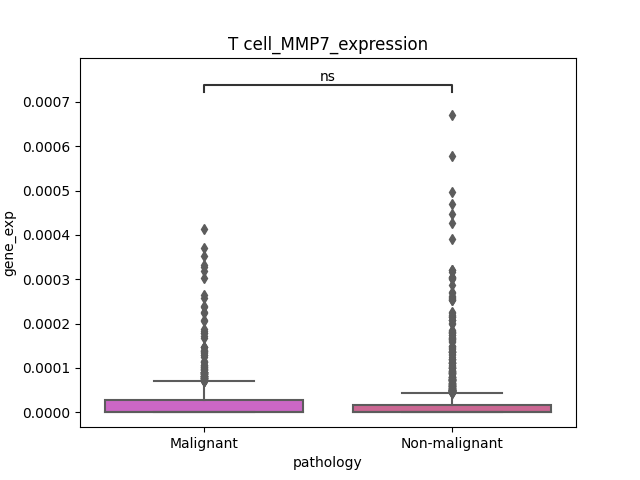 T cell_MMP7_expression
ns
0.0007
0.0006
0.0005
0.0004
0.0003
0.0002
0.0001
0.0000
gene_exp
Malignant
Non-malignant
pathology